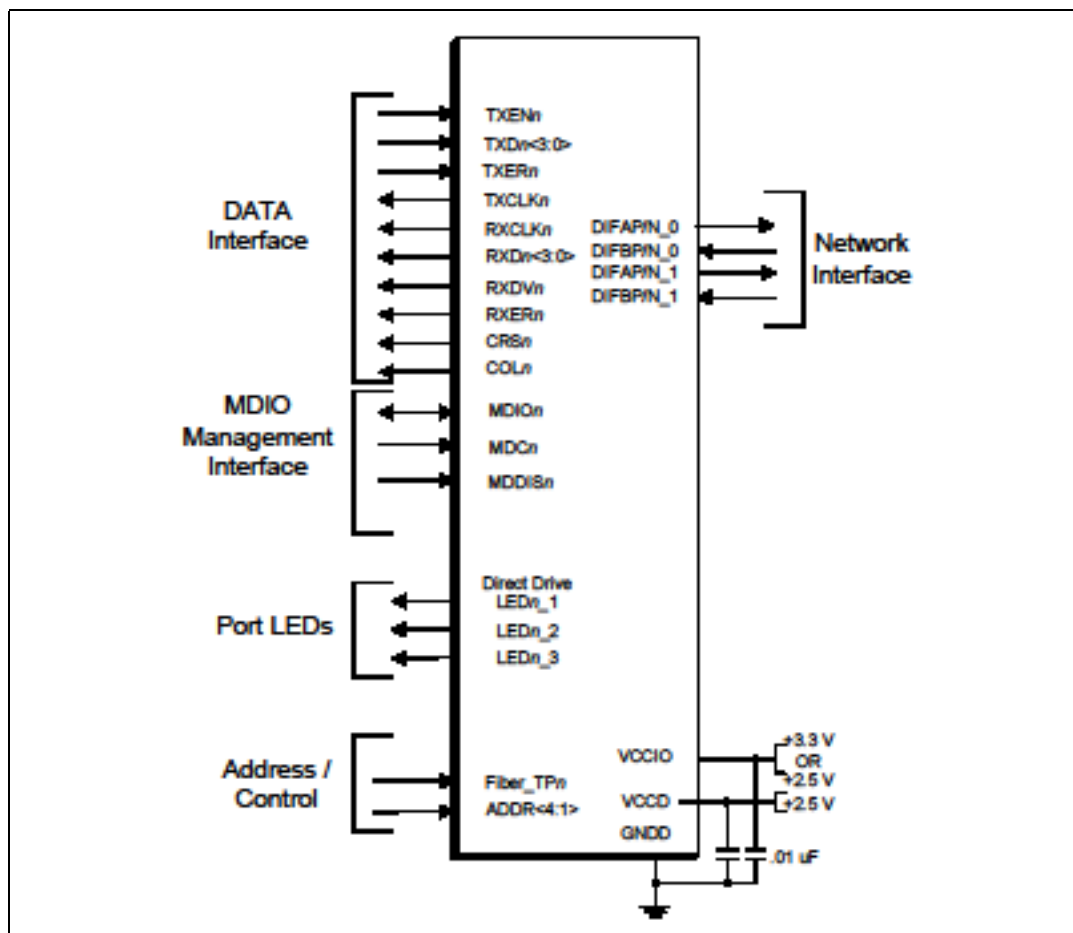 DATA
Interface
TXENn
TXDn<3:0>
TXERn
TXCLKn
RXCLKn
RXDn<3:0>
RXDVn
RXERn
CRSn
COLn
DIFAP/N_0
DIFBP/N_0
DIFAP/N_1
DIFBP/N_1
Network
Interface
MDIO
Management
Interface
MDIOn
MDCn
MDDISn
Port LEDs
Direct Drive
LEDn_1
LEDn_2
LEDn_3
Address /
Control
Fiber_TPn
ADDR<4:1>
VCCIO
VCCD
GNDD
+3.3 V
OR
+2.5 V
+2.5 V
.01 uF